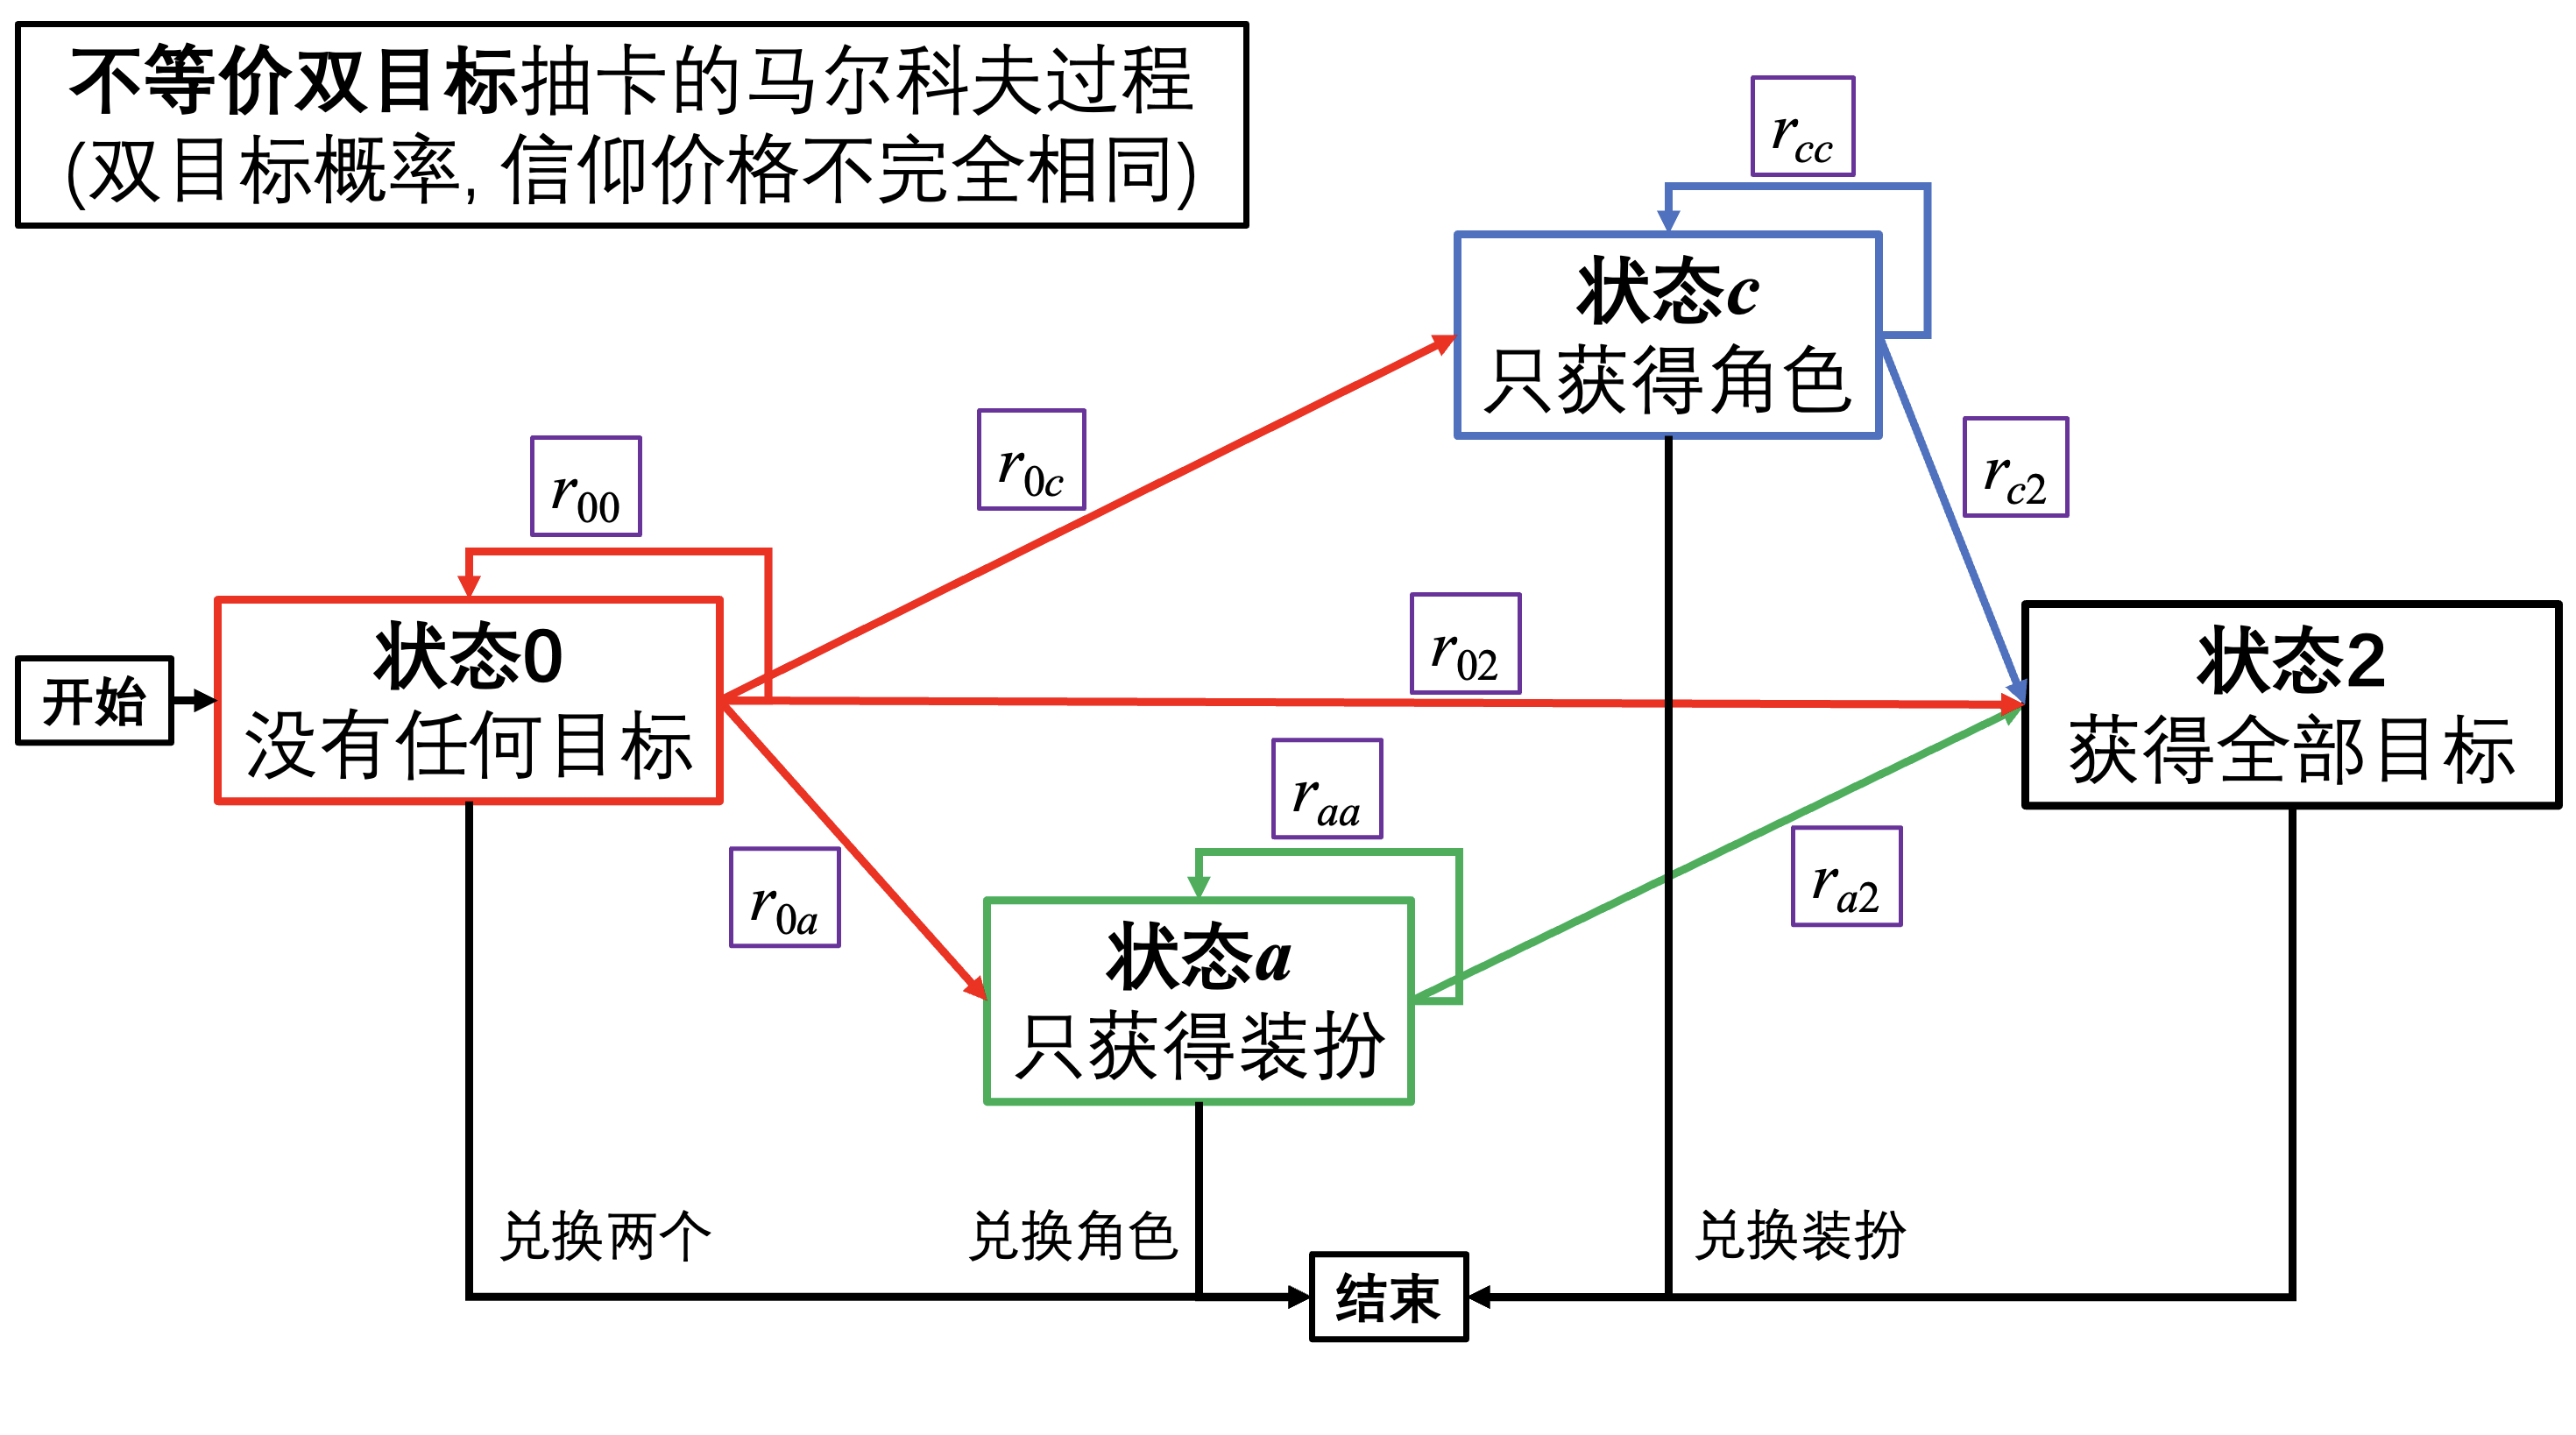 不等价双目标抽卡的马尔科夫过程
(双目标概率, 信仰价格不完全相同)
r_cc
状态c
只获得角色
r_0c
r_00
r_c2
r_02
状态0
没有任何目标
状态2
获得全部目标
开始
r_aa
r_0a
r_a2
状态a
只获得装扮
兑换两个
兑换角色
兑换装扮
结束